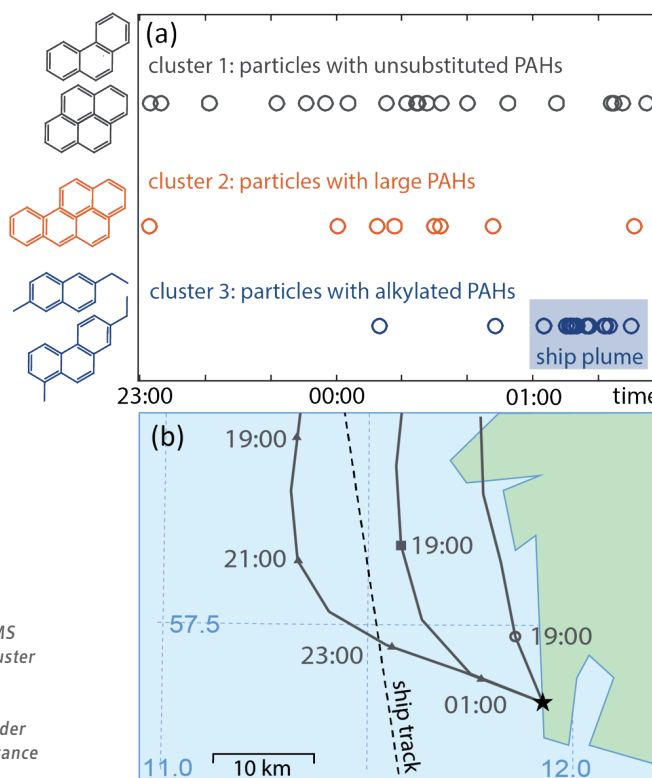 (a)
cluster 1: particles with unsubstituted PAHs
cluster 2: particles with large PAHs
cluster 3: particles with alkylated PAHs
ship plume
23:00 00:00 01:00 time
(b)
19:00
21:00
19:00
57.5
19:00
23:00
01:00
ship track
10 km
11.0
12.0
MS
uster
der
tance